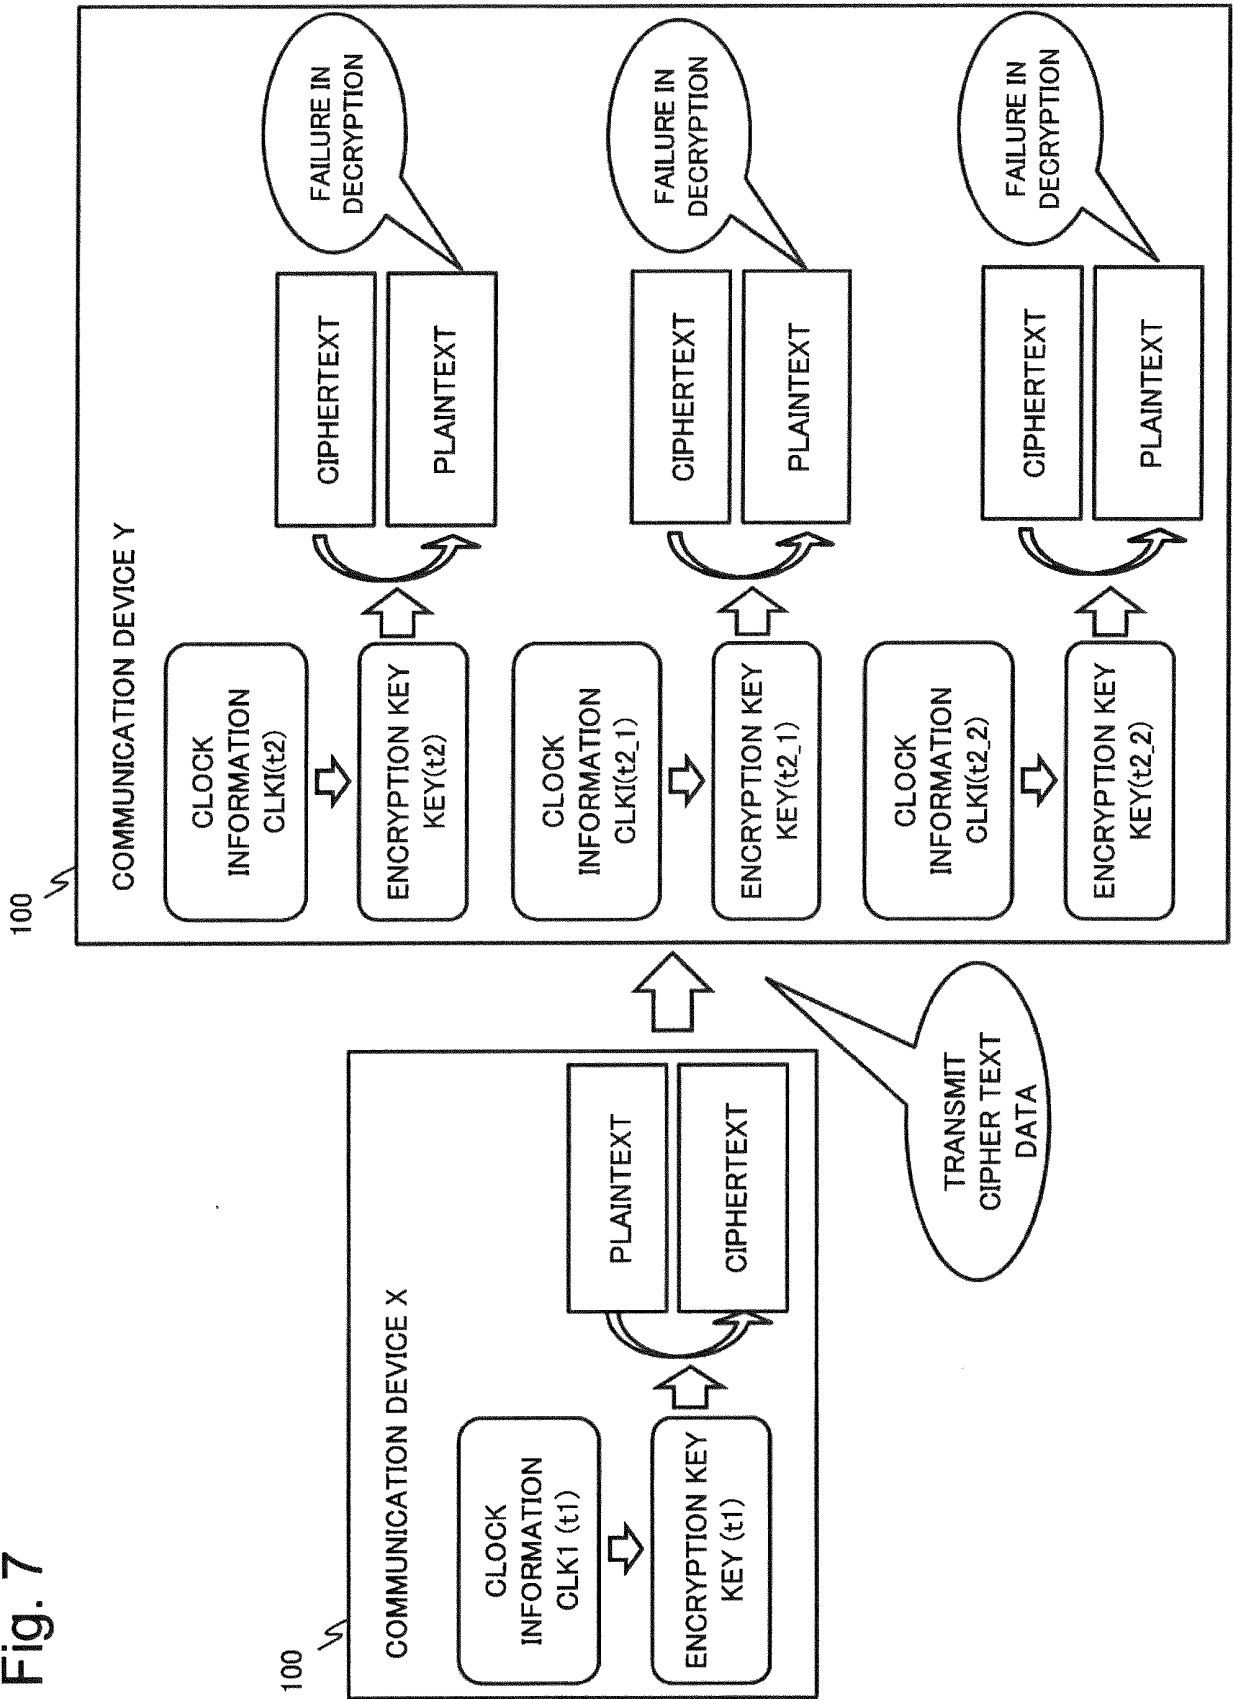 Fig. 7
100
COMMUNICATION DEVICE X
CLOCK
INFORMATION
CLK1 (t1)
ENCRYPTION KEY
KEY (t1)
PLAINTEXT
CIPHERTEXT
TRANSMIT
CIPHER TEXT
DATA
100
COMMUNICATION DEVICE Y
CLOCK
INFORMATION
CLKI(t2)
ENCRYPTION KEY
KEY(t2)
CIPHERTEXT
PLAINTEXT
FAILURE IN
DECRYPTION
CLOCK
INFORMATION
CLKI(t2_1)
ENCRYPTION KEY
KEY(t2_1)
CIPHERTEXT
PLAINTEXT
FAILURE IN
DECRYPTION
CLOCK
INFORMATION
CLKI(t2_2)
ENCRYPTION KEY
KEY(t2_2)
CIPHERTEXT
PLAINTEXT
FAILURE IN
DECRYPTION